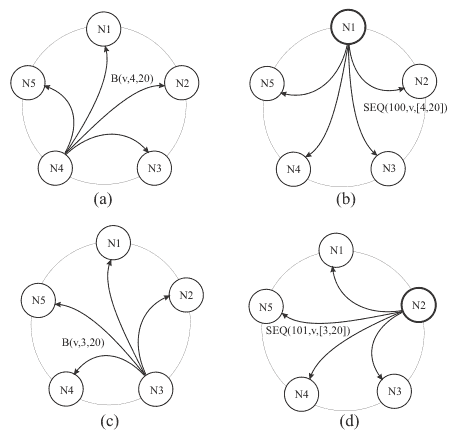 N1
N5
B(v,4,20)
N2
N4
N3
(a)
N1
N5
N2
SEQ(100,v,[4,20])
N4
N3
(b)
N1
N5
N2
B(v,3,20)
N4
N3
(c)
N1
N5
N2
SEQ(101,v,[3,20])
N4
N3
(d)